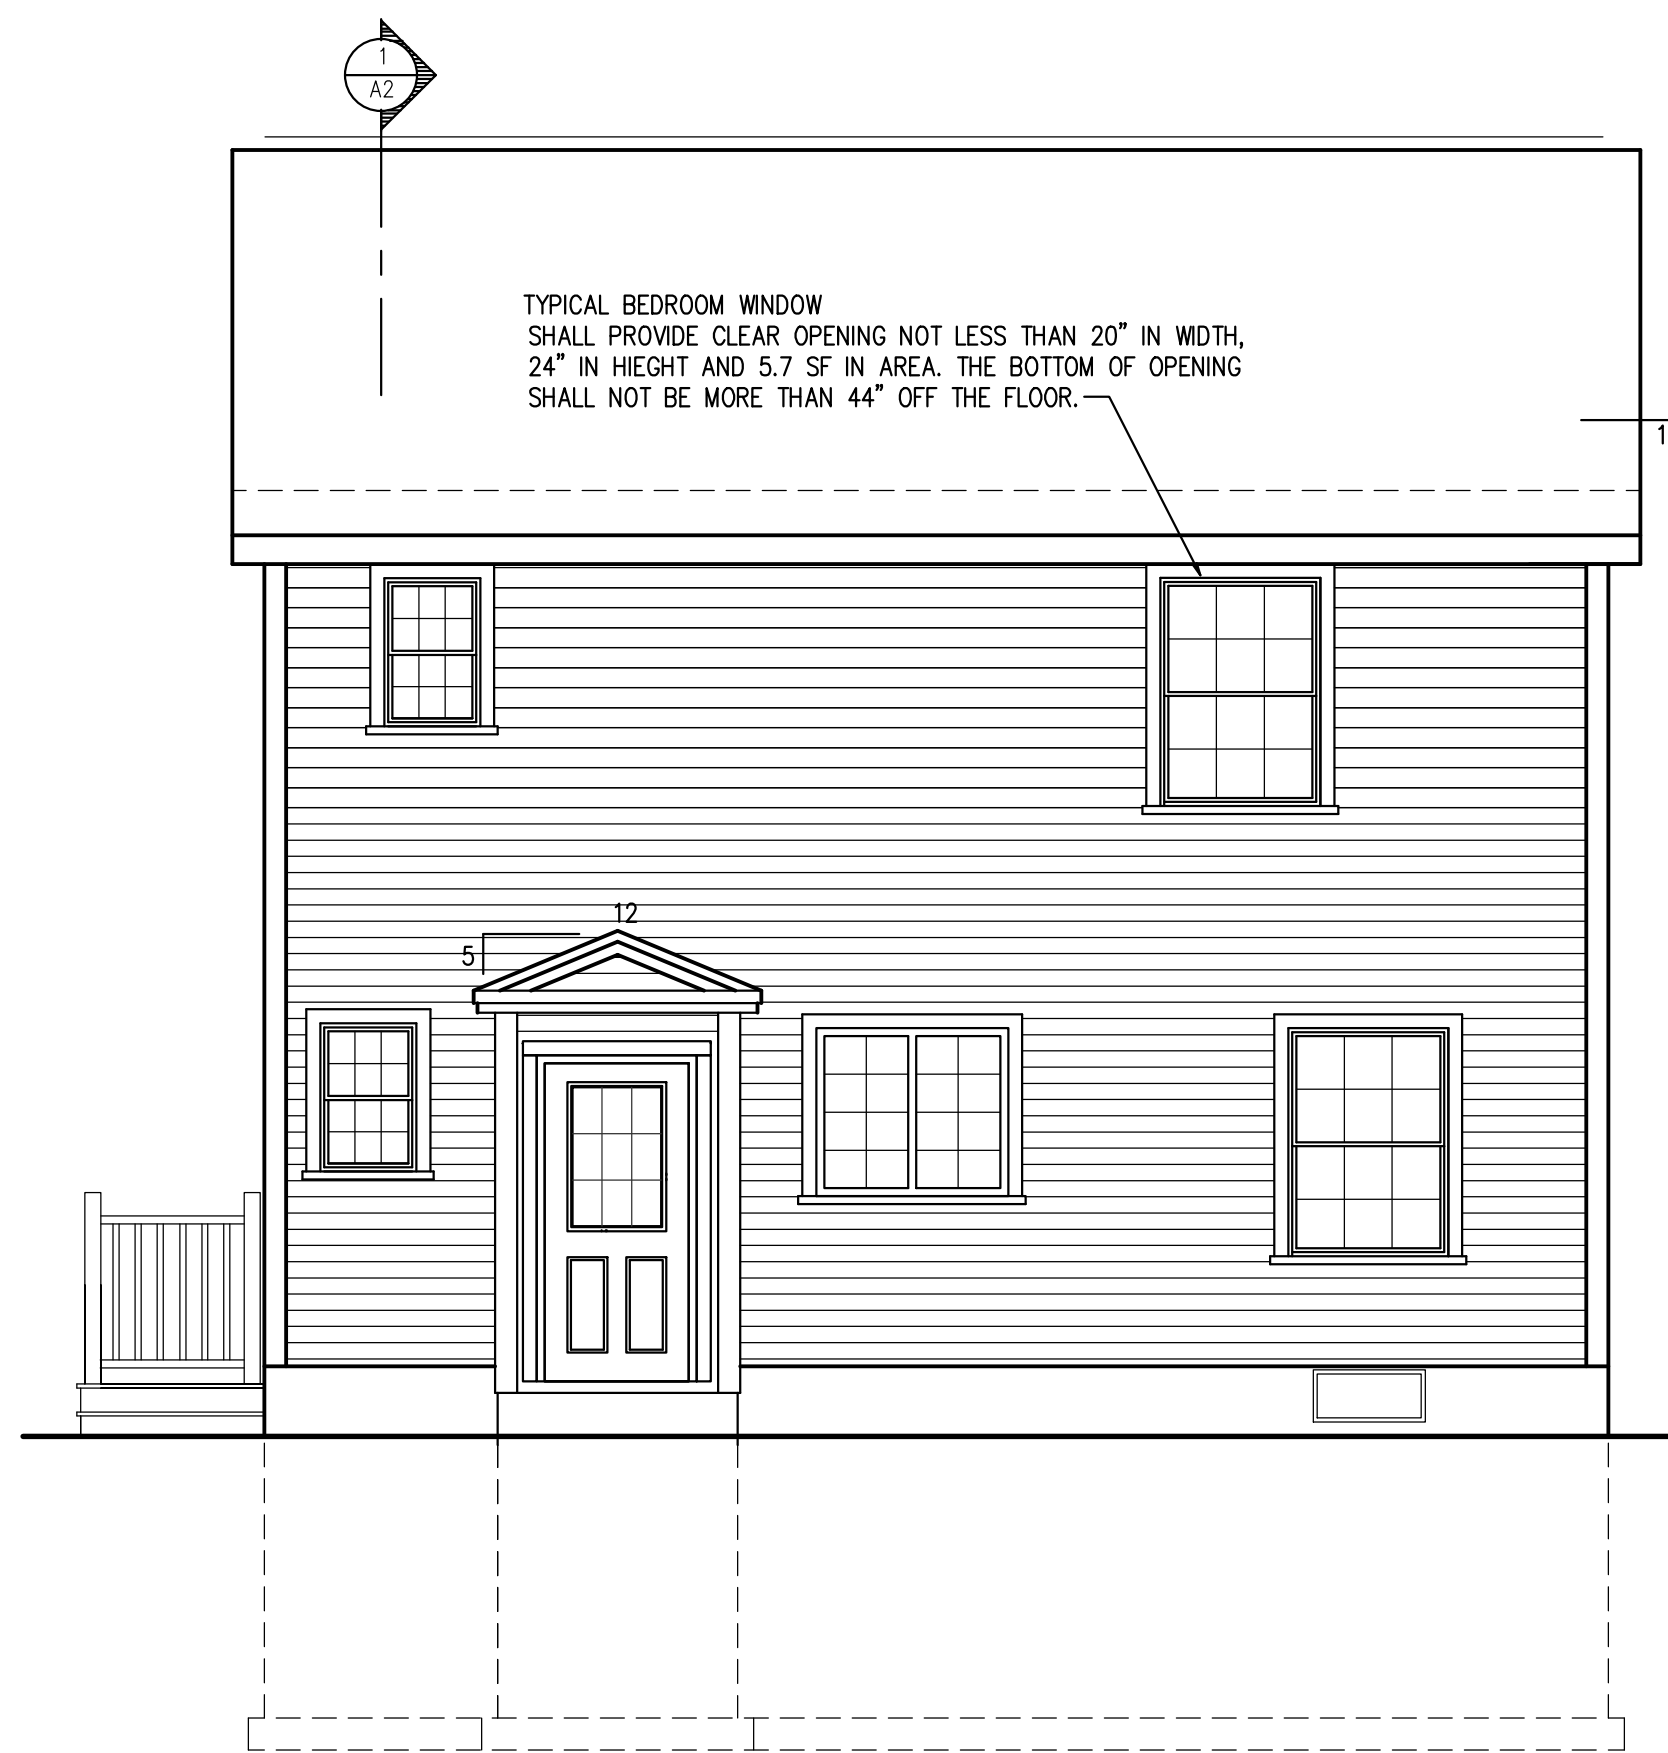 1
A2
TYPICAL BEDROOM WINDOW
SHALL PROVIDE CLEAR OPENING NOT LESS THAN 20" IN WIDTH,
24" IN HIEGHT AND 5.7 SF IN AREA. THE BOTTOM OF OPENING
SHALL NOT BE MORE THAN 44" OFF THE FLOOR.
1
12
5